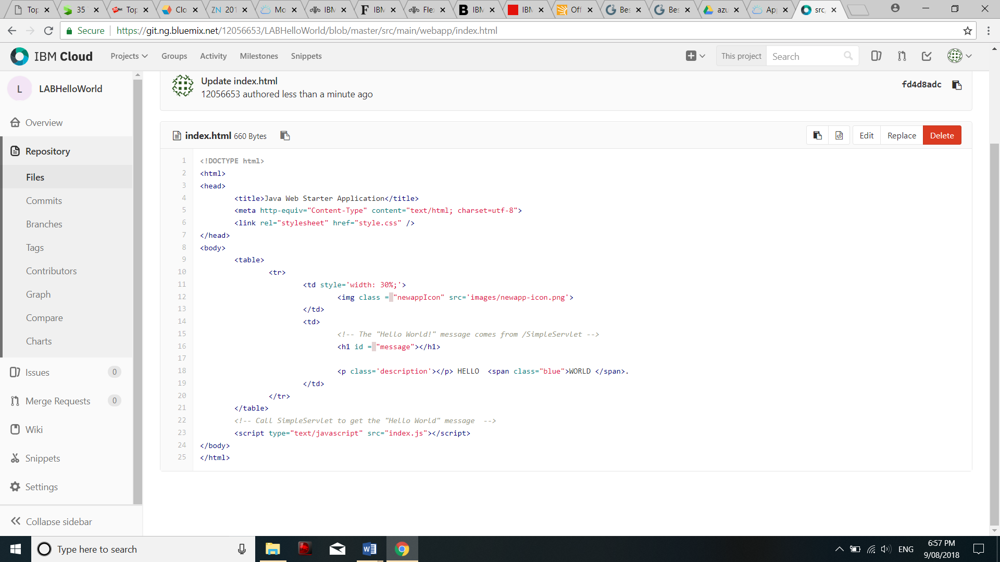 Top
35
Top
Clo
ZN 201
Mo
IBM
IBM
Fle
IBM
IBM
Off
Bes
Bes
azu
App
src,
Secure
https://git.ng.bluemix.net/12056653/LABHelloWorld/blob/master/src/main/webapp/index.html
IBM Cloud Projects Groups Activity Milestones Snippets This project Search
L LABHelloWorld
Overview
Repository
Files
Commits
Branches
Tags
Contributors
Graph
Compare
Charts
Issues 0
Merge Requests 0
Wiki
Snippets
Settings
Collapse sidebar
Update index.html
12056653 authored less than a minute ago
fd4d8adc
index.html 660 Bytes
Edit Replace Delete
1 <!DOCTYPE html>
2 <html>
3 <head>
4 <title>Java Web Starter Application</title>
5 <meta http-equiv="Content-Type" content="text/html; charset=utf-8">
6 <link rel="stylesheet" href="style.css" />
7 </head>
8 <body>
9 <table>
10 <tr>
11 <td style='width: 30%;'>
12 <img class = "newappIcon" src='images/newapp-icon.png'>
13 </td>
14 <td>
15 <!-- The "Hello World!" message comes from /SimpleServlet -->
16 <h1 id = "message"></h1>
17
18 <p class='description'></p> HELLO  <span class="blue">WORLD </span>.
19 </td>
20 </tr>
21 </table>
22 <!-- Call SimpleServlet to get the "Hello World" message  -->
23 <script type="text/javascript" src="index.js"></script>
24 </body>
25 </html>
Type here to search
ENG
6:57 PM
9/08/2018